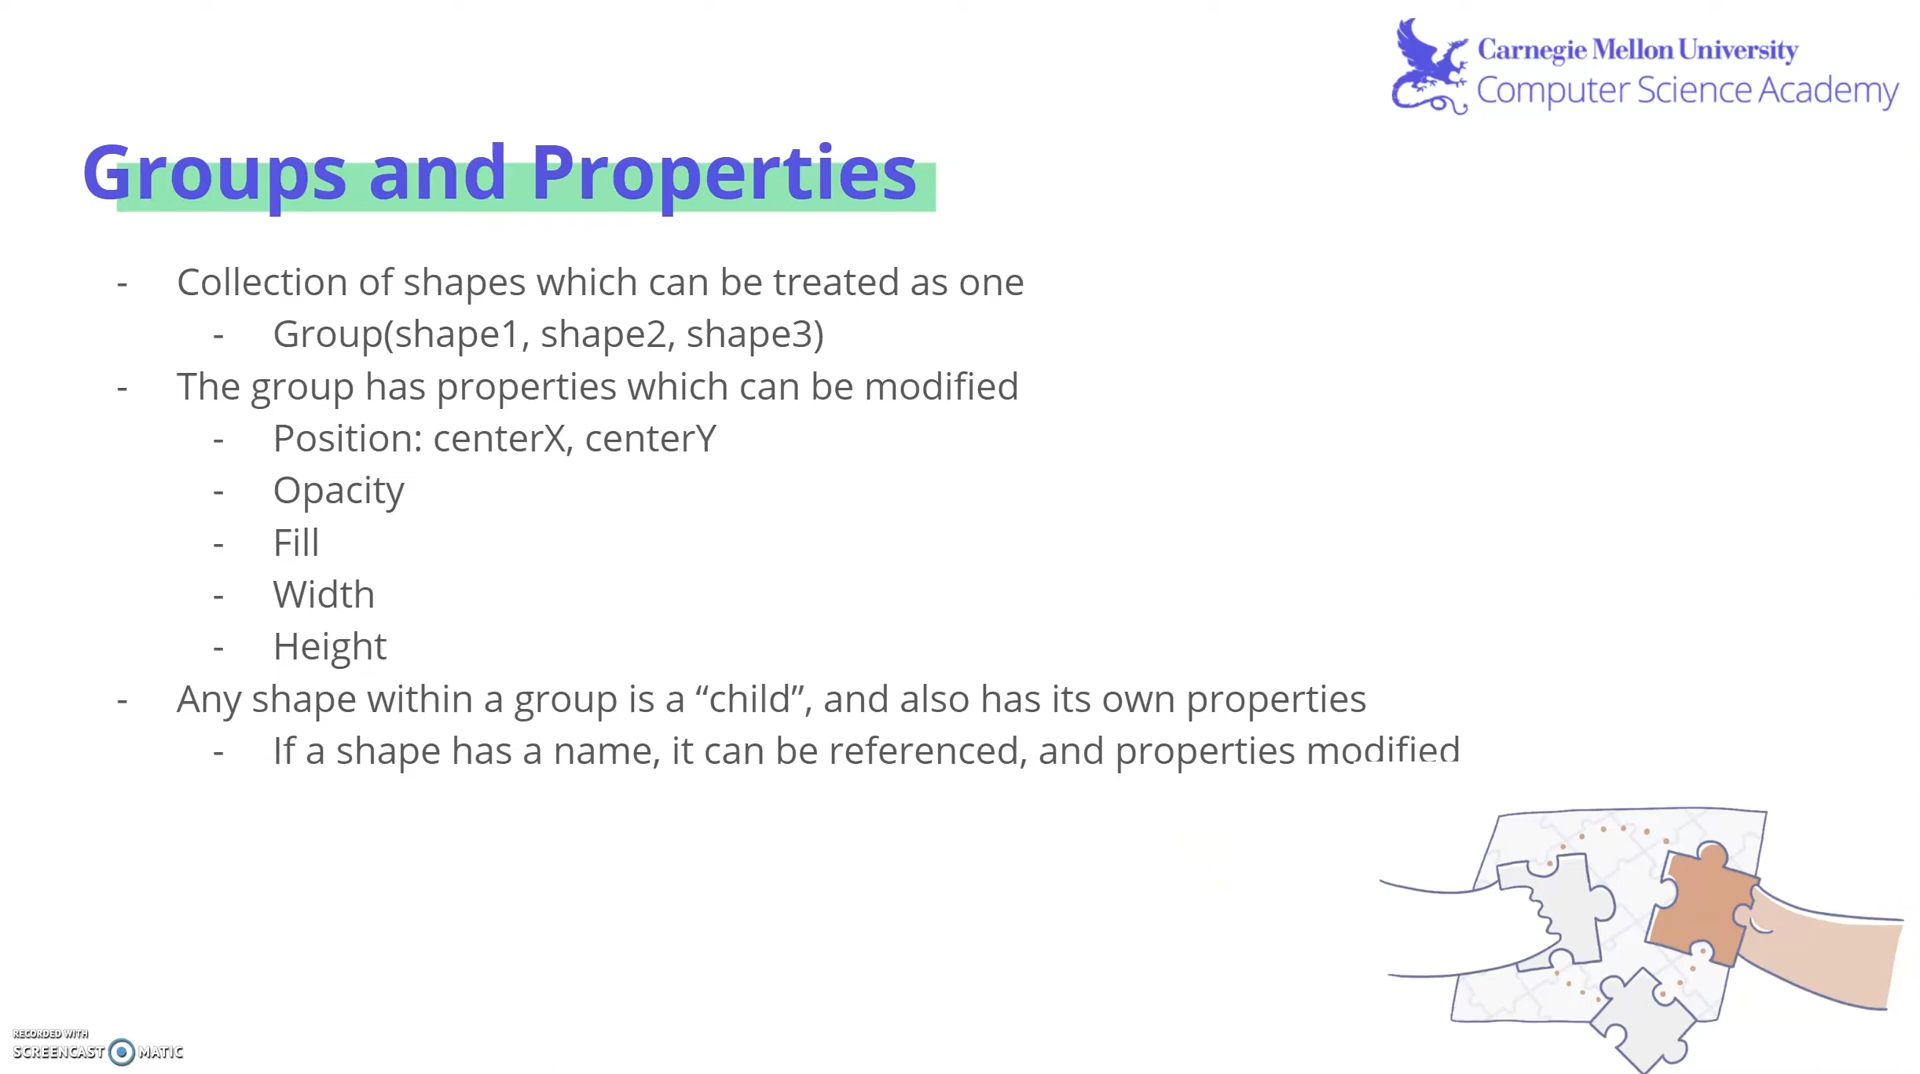 Carnegie Mellon University
Computer Science Academy
Groups and Properties
- Collection of shapes which can be treated as one
- Group(shape1, shape2, shape3)
- The group has properties which can be modified
- Position: centerX, centerY
- Opacity
- Fill
- Width
- Height
- Any shape within a group is a “child”, and also has its own properties
- If a shape has a name, it can be referenced, and properties modified
RECORDED WITH
SCREENCAST MATIC